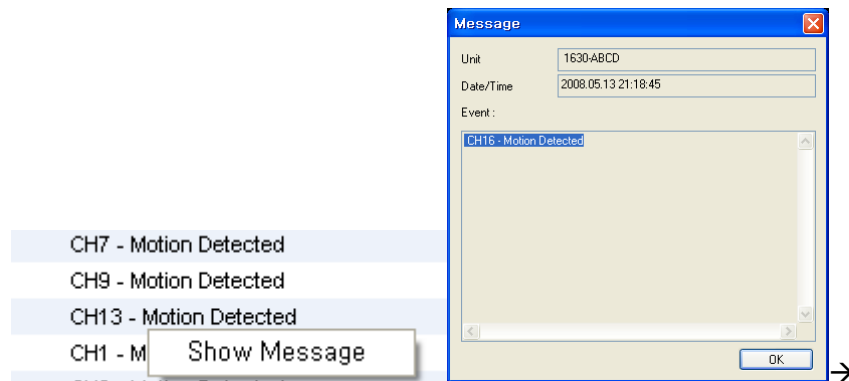 CH7 - Motion Detected
CH9 - Motion Detected
CH13 - Motion Detected
CH1 - M
Show Message
Message
Unit 1630-ABCD
Date/Time 2008.05.13 21:18:45
Event :
CH16 - Motion Detected
OK
→